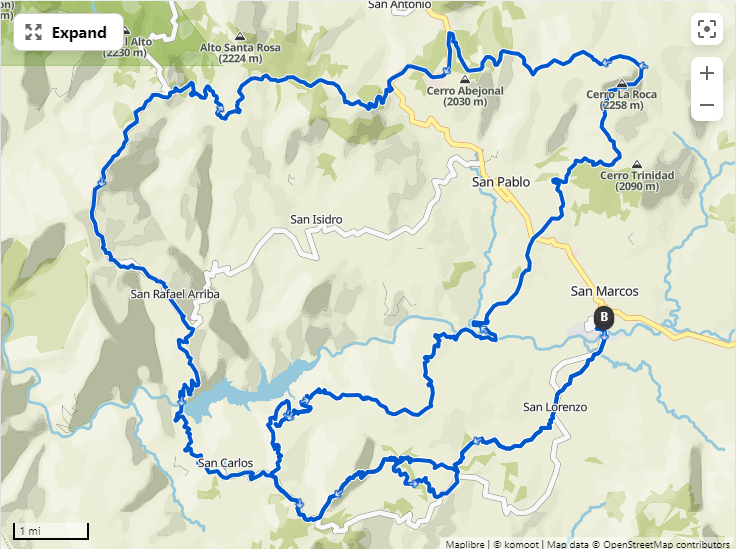 San Antonio
on)
m)
Expand
l Alto
(2230 m)
Alto Santa Rosa
(2224 m)
Cerro Abejonal
(2030 m)
Cerro La Roca
(2258 m)
San Pablo
Cerro Trinidad
(2090 m)
San Isidro
San Rafael Arriba
San Marcos
B
San Lorenzo
San Carlos
1 mi
Maplibre | © komoot | Map data © OpenStreetMap contributors